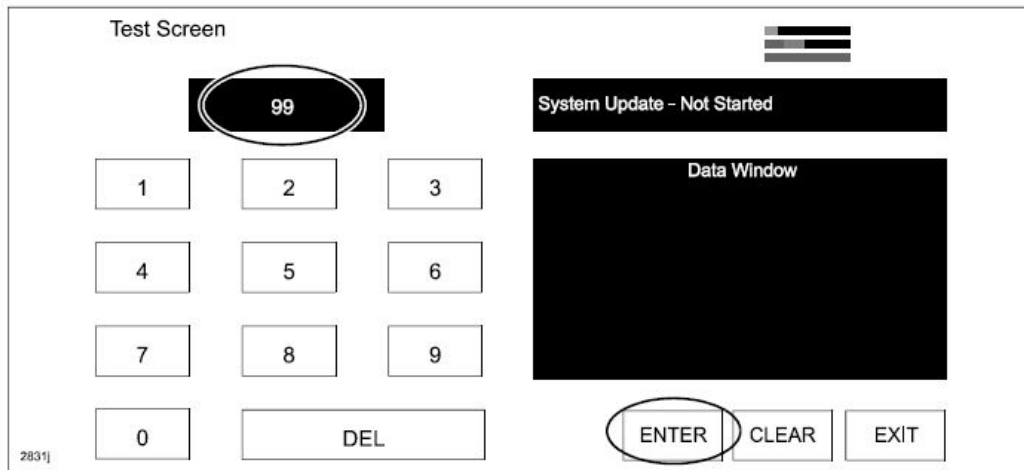 Test Screen
99
System Update – Not Started
Data Window
1 2 3
4 5 6
7 8 9
0 DEL
ENTER CLEAR EXIT
2831j